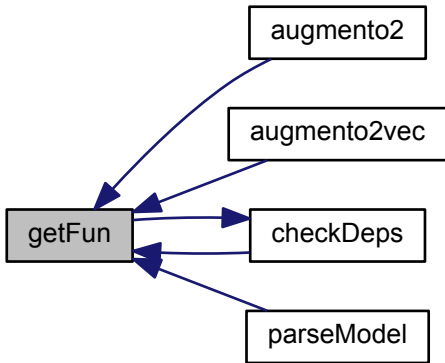 augmento2
augmento2vec
getFun
checkDeps
parseModel